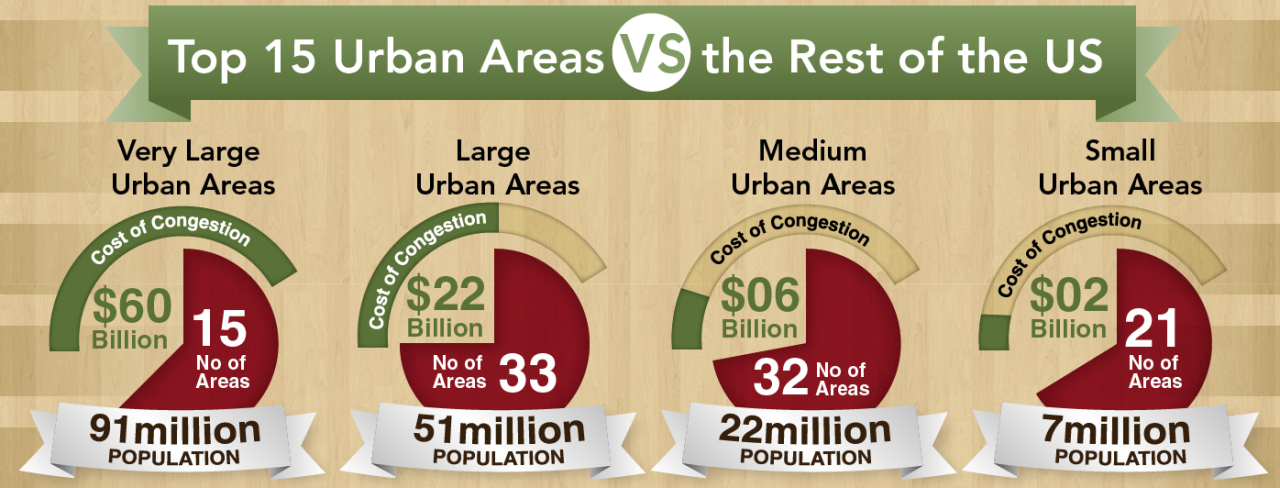 Top 15 Urban Areas VS the Rest of the US
Very Large
Urban Areas
Cost of Congestion
$60
Billion
15
No of
Areas
91million
POPULATION
Large
Urban Areas
Cost of Congestion
$22
Billion
No of
Areas
33
51million
POPULATION
Medium
Urban Areas
Cost of Congestion
$06
Billion
32
No of
Areas
22million
POPULATION
Small
Urban Areas
Cost of Congestion
$02
Billion
21
No of
Areas
7million
POPULATION